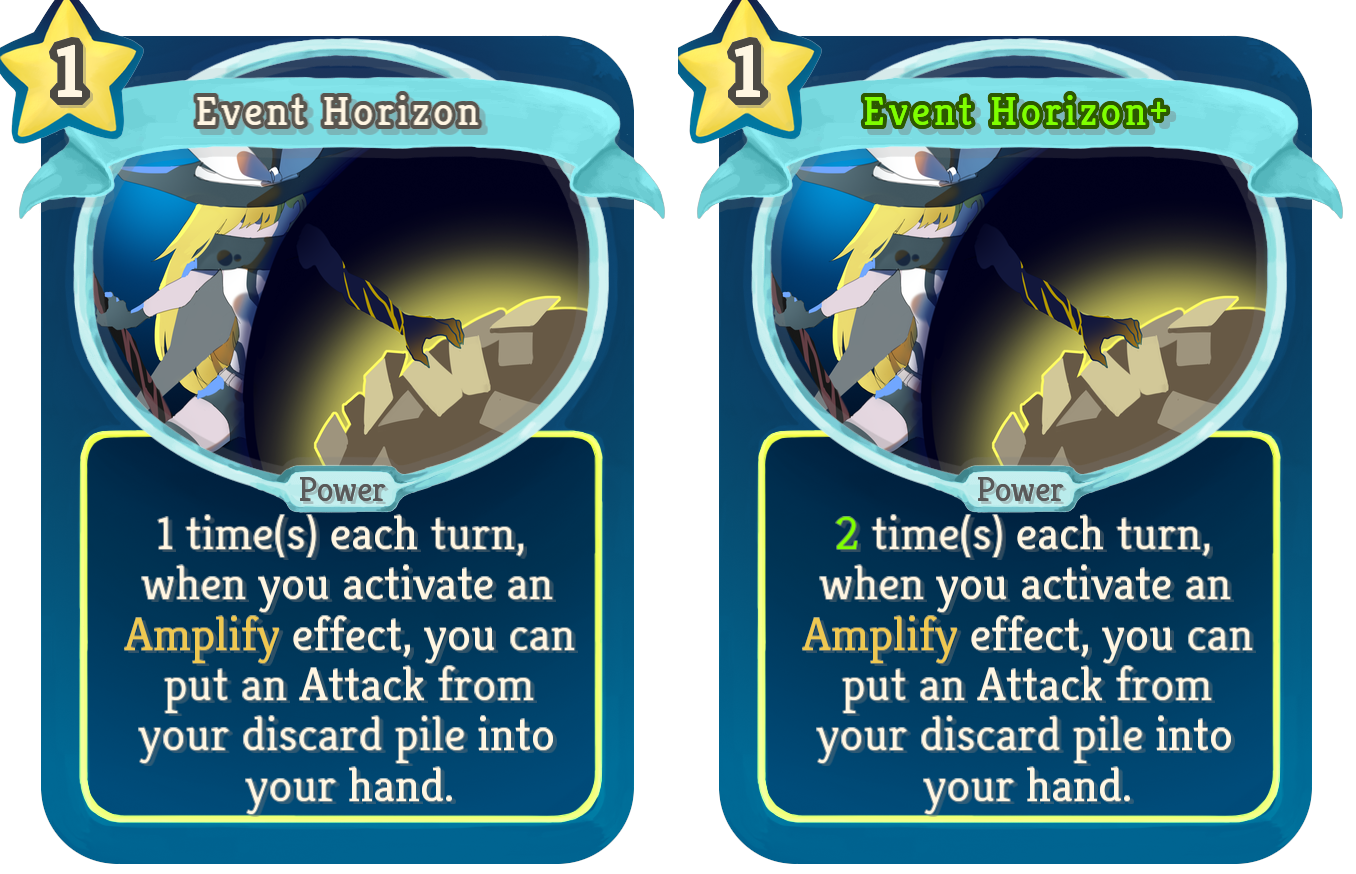 1
Event Horizon
Power
1 time(s) each turn,
when you activate an
Amplify effect, you can
put an Attack from
your discard pile into
your hand.
1
Event Horizon+
Power
2 time(s) each turn,
when you activate an
Amplify effect, you can
put an Attack from
your discard pile into
your hand.